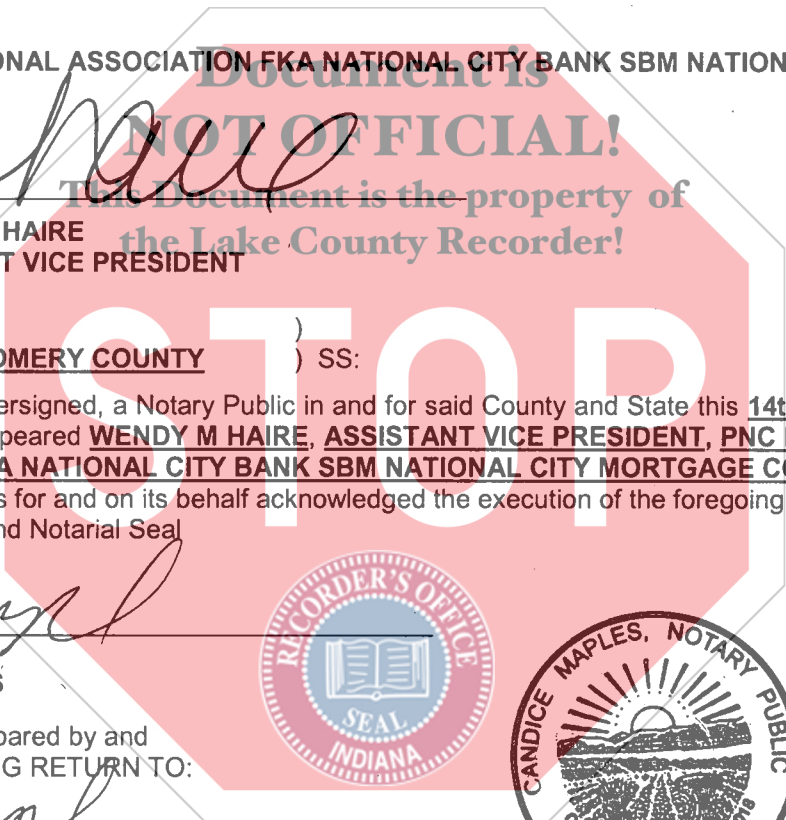 ONAL ASSOCIATION FKA NATIONAL CITY BANK SBM NATION
Document is
NOT OFFICIAL!
This Document is the property of
the Lake County Recorder!
HAIRE
T VICE PRESIDENT
STOP
)
OMERY COUNTY ) SS:
ersigned, a Notary Public in and for said County and State this 14t
peared WENDY M HAIRE, ASSISTANT VICE PRESIDENT, PNC
A NATIONAL CITY BANK SBM NATIONAL CITY MORTGAGE CO
s for and on its behalf acknowledged the execution of the foregoing
nd Notarial Seal
RECORDER'S OFFICE
SEAL
INDIANA
S
CANDICE MAPLES, NOTARY PUBLIC
pared by and
G RETURN TO: